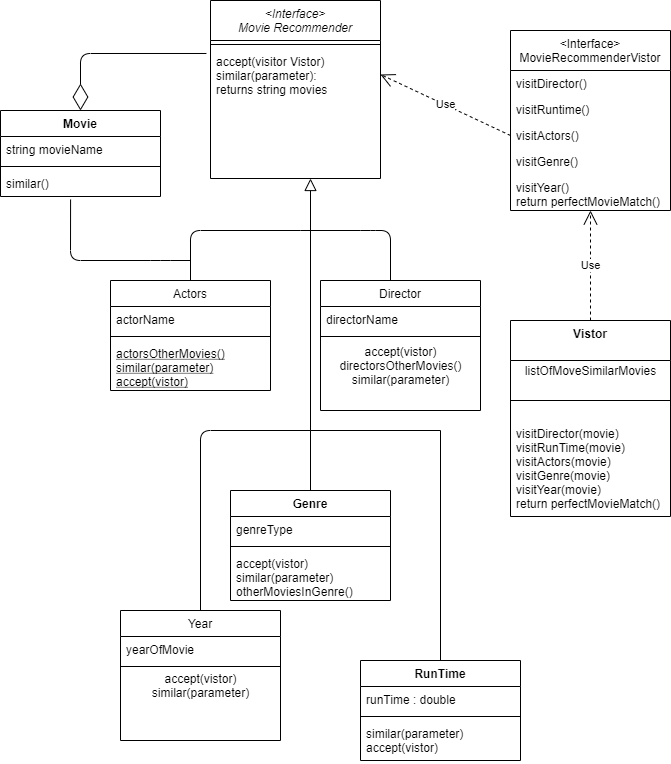 <Interface>
Movie Recommender
accept(visitor Vistor)
similar(parameter):
returns string movies
<Interface>
MovieRecommenderVistor
visitDirector()
visitRuntime()
visitActors()
visitGenre()
visitYear()
return perfectMovieMatch()
Use
Movie
string movieName
similar()
Use
Actors
actorName
actorsOtherMovies()
similar(parameter)
accept(vistor)
Director
directorName
accept(vistor)
directorsOtherMovies()
similar(parameter)
Vistor
listOfMoveSimilarMovies
visitDirector(movie)
visitRunTime(movie)
visitActors(movie)
visitGenre(movie)
visitYear(movie)
return perfectMovieMatch()
Genre
genreType
accept(vistor)
similar(parameter)
otherMoviesInGenre()
Year
yearOfMovie
accept(vistor)
similar(parameter)
RunTime
runTime : double
similar(parameter)
accept(vistor)